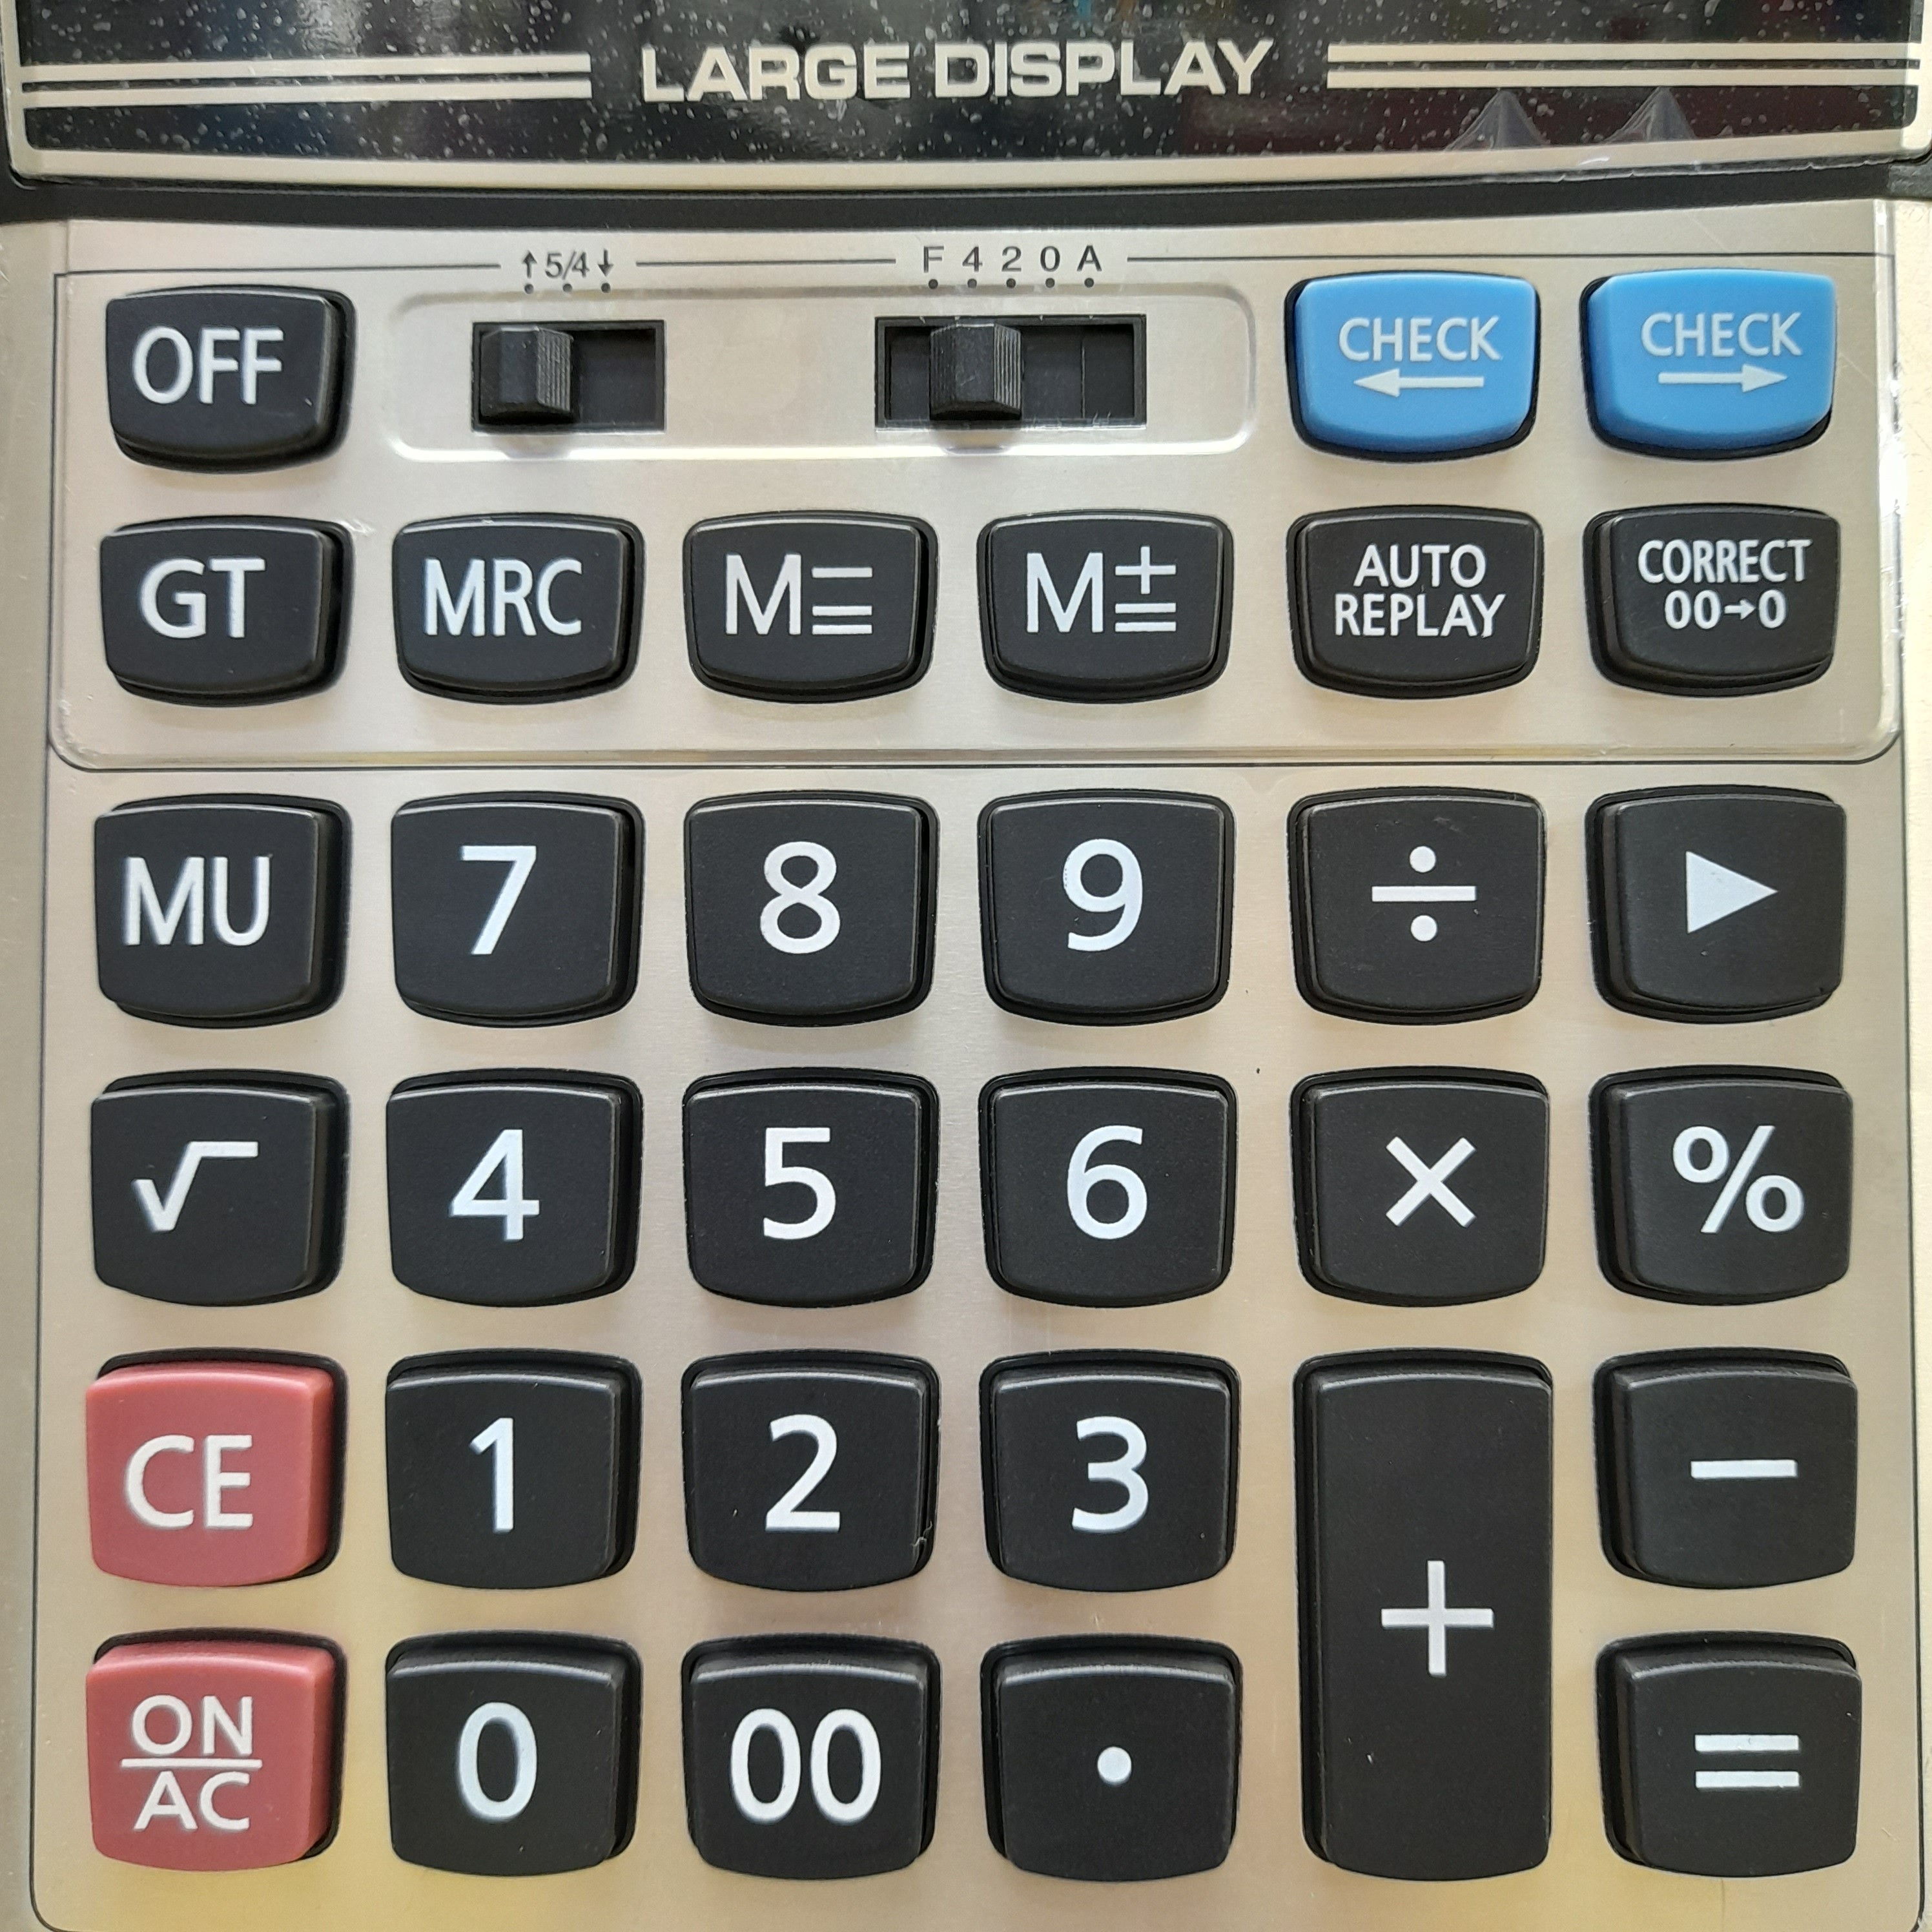 LARGE DISPLAY
↑5/4↓ F 4 2 0 A
OFF CHECK ← CHECK →
GT MRC M= M± AUTO REPLAY CORRECT 00→0
MU 7 8 9 ÷ ▶
√ 4 5 6 × %
CE 1 2 3 + −
ON/AC 0 00 . =